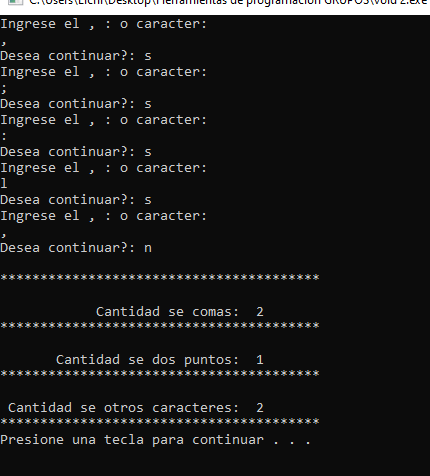 C:\Users\Lichi\Desktop\Herramientas de programacion GRUPO5\void 2.exe
Ingrese el , : o caracter:
,
Desea continuar?: s
Ingrese el , : o caracter:
;
Desea continuar?: s
Ingrese el , : o caracter:
:
Desea continuar?: s
Ingrese el , : o caracter:
l
Desea continuar?: s
Ingrese el , : o caracter:
,
Desea continuar?: n
****************************************
Cantidad se comas:  2
****************************************
Cantidad se dos puntos:  1
****************************************
Cantidad se otros caracteres:  2
****************************************
Presione una tecla para continuar . . .